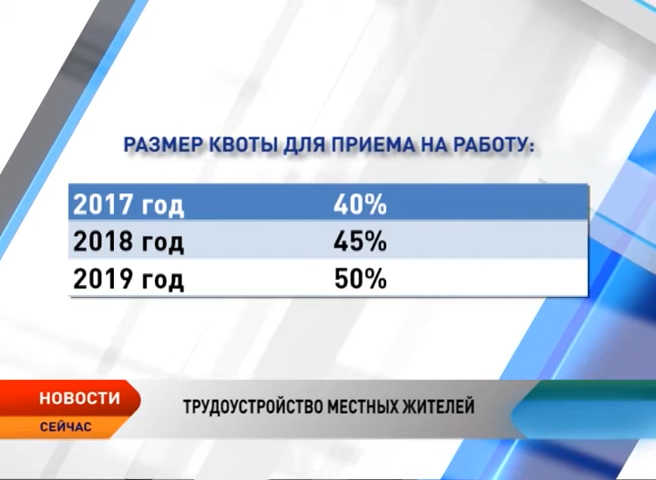 РАЗМЕР КВОТЫ ДЛЯ ПРИЕМА НА РАБОТУ:
2017 год 40%
2018 год 45%
2019 год 50%
НОВОСТИ
ТРУДОУСТРОЙСТВО МЕСТНЫХ ЖИТЕЛЕЙ
СЕЙЧАС